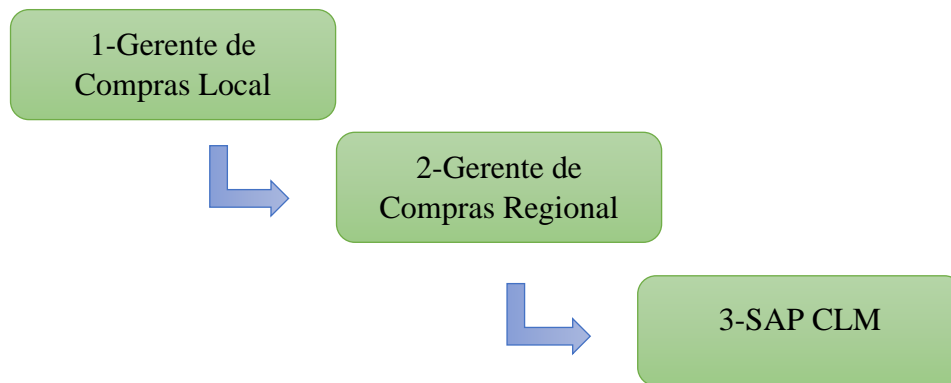 1-Gerente de
Compras Local
2-Gerente de
Compras Regional
3-SAP CLM